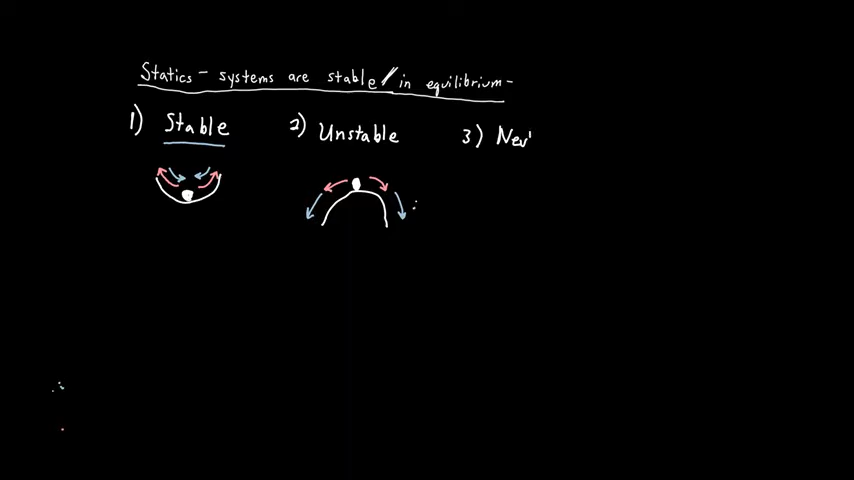 Statics - systems are stable/in equilibrium -
1) Stable 2) Unstable 3) Neu